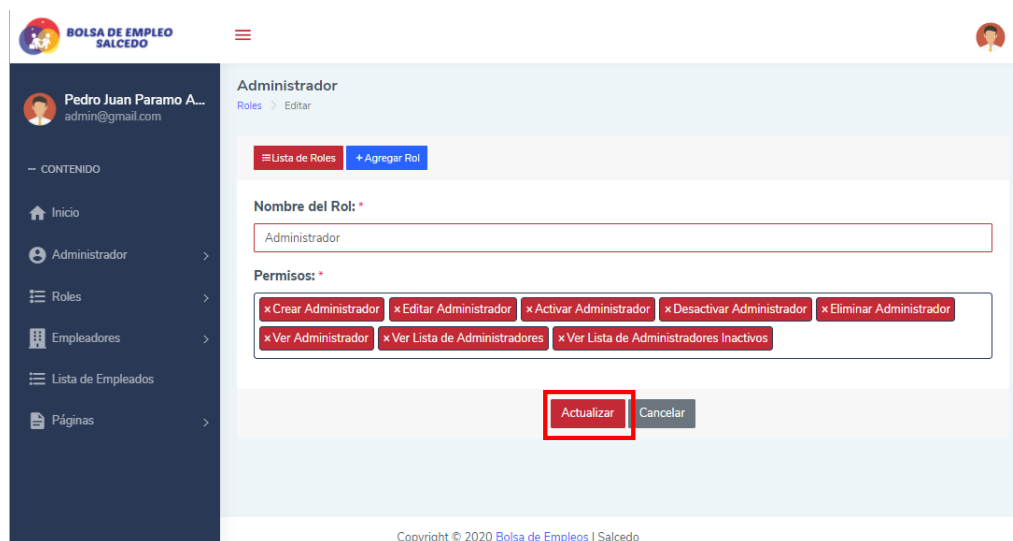 BOLSA DE EMPLEO
SALCEDO
Pedro Juan Paramo A...
admin@gmail.com
— CONTENIDO
Inicio
Administrador
Roles
Empleadores
Lista de Empleados
Páginas
Administrador
Roles > Editar
Lista de Roles + Agregar Rol
Nombre del Rol: *
Administrador
Permisos: *
× Crear Administrador × Editar Administrador × Activar Administrador × Desactivar Administrador × Eliminar Administrador
× Ver Administrador × Ver Lista de Administradores × Ver Lista de Administradores Inactivos
Actualizar Cancelar
Copyright © 2020 Bolsa de Empleos | Salcedo